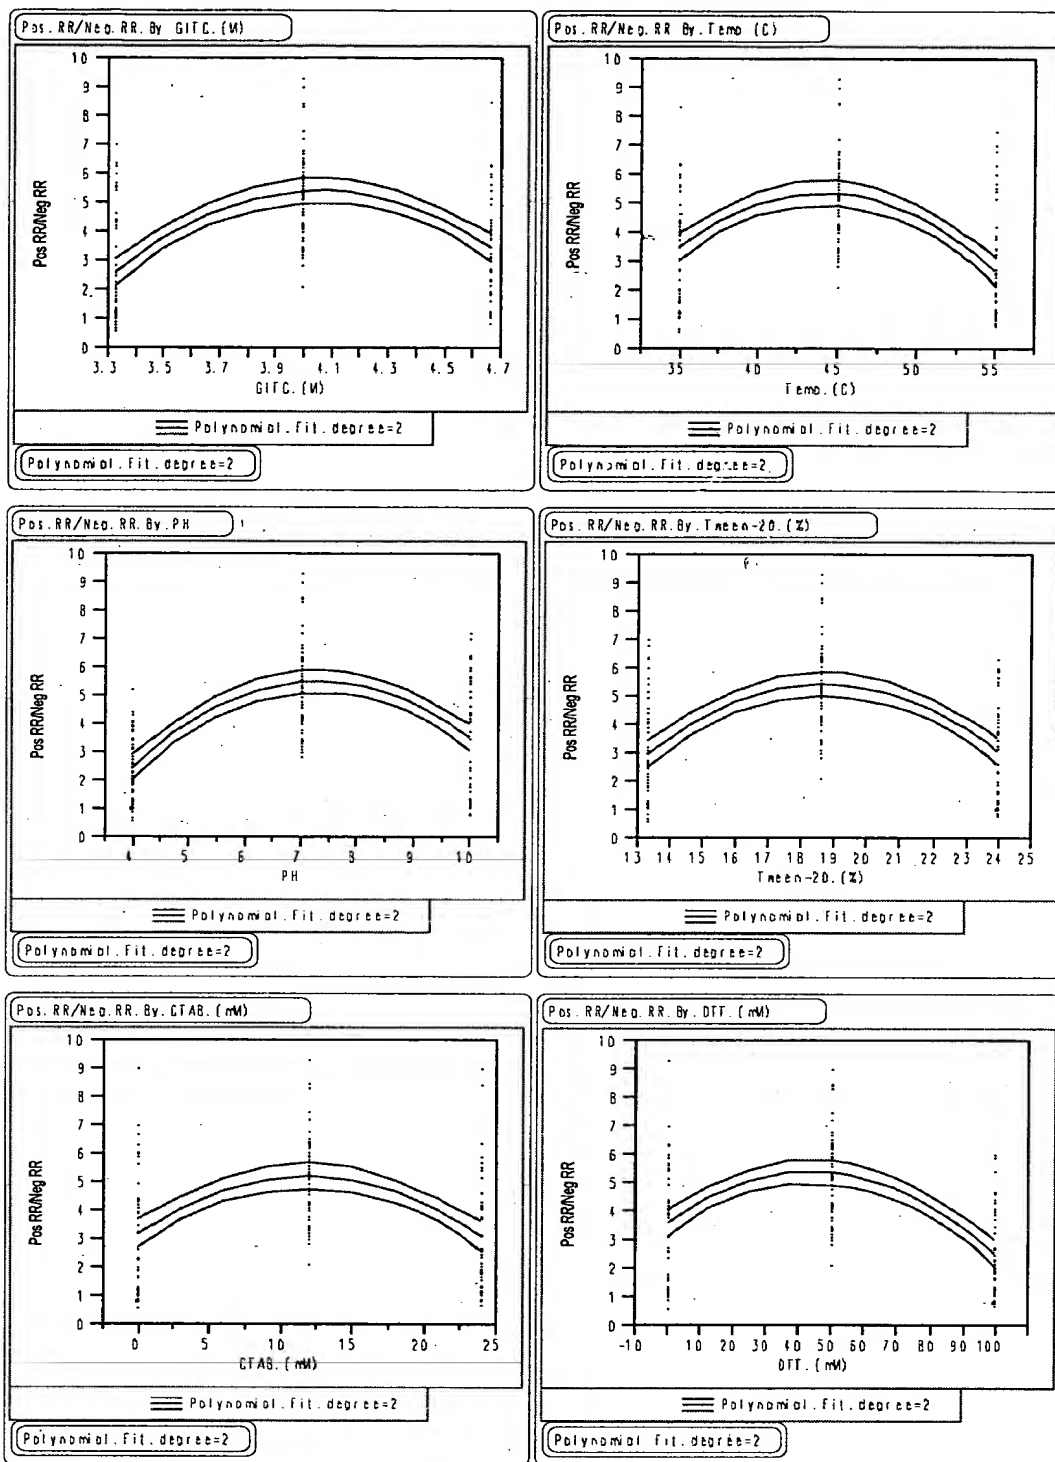 Pos. RR/Neg. RR. By GITC. (M)
10
9
8
7
6
5
4
3
2
1
0
Pos RR/Neg RR
3.3 3.5 3.7 3.9 4.1 4.3 4.5 4.7
GITC. (M)
Polynomial. Fit. degree=2
Polynomial. Fit. degree=2
Pos. RR/Neg. RR By. Temp (C)
10
9
8
7
6
5
4
3
2
1
0
Pos RR/Neg RR
35 40 45 50 55
Temp. (C)
Polynomial. Fit. degree=2
Polynomial. Fit. degree=2
Pos. RR/Neg. RR. By. PH
10
9
8
7
6
5
4
3
2
1
0
Pos RR/Neg RR
4 5 6 7 8 9 10
PH
Polynomial. Fit. degree=2
Polynomial. Fit. degree=2
Pos. RR/Neg. RR. By. Tween-20. (%)
10
9
8
7
6
5
4
3
2
1
0
Pos RR/Neg RR
13 14 15 16 17 18 19 20 21 22 23 24 25
Tween-20. (%)
Polynomial. Fit. degree=2
Polynomial. Fit. degree=2
Pos. RR/Neg. RR. By. CTAB. (mM)
10
9
8
7
6
5
4
3
2
1
0
Pos RR/Neg RR
0 5 10 15 20 25
CTAB. (mM)
Polynomial. Fit. degree=2
Polynomial. Fit. degree=2
Pos. RR/Neg. RR. By. DTT. (mM)
10
9
8
7
6
5
4
3
2
1
0
Pos RR/Neg RR
-10 0 10 20 30 40 50 60 70 80 90 100
DTT. (mM)
Polynomial. Fit. degree=2
Polynomial. Fit. degree=2